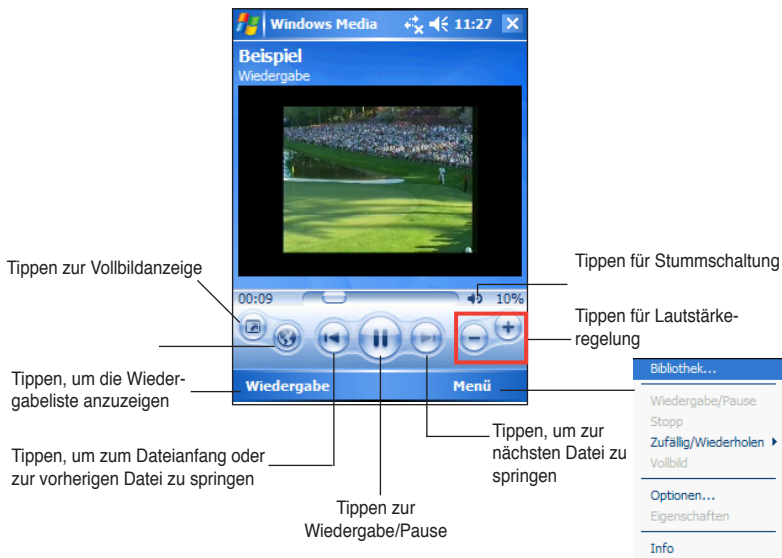 Windows Media
11:27
Beispiel
Wiedergabe
00:09
10%
Wiedergabe
Menü
Tippen zur Vollbildanzeige
Tippen, um die Wieder-
gabeliste anzuzeigen
Tippen, um zum Dateianfang oder
zur vorherigen Datei zu springen
Tippen zur
Wiedergabe/Pause
Tippen, um zur
nächsten Datei zu
springen
Tippen für Stummschaltung
Tippen für Lautstärke-
regelung
Bibliothek...
Wiedergabe/Pause
Stopp
Zufällig/Wiederholen
Vollbild
Optionen...
Eigenschaften
Info